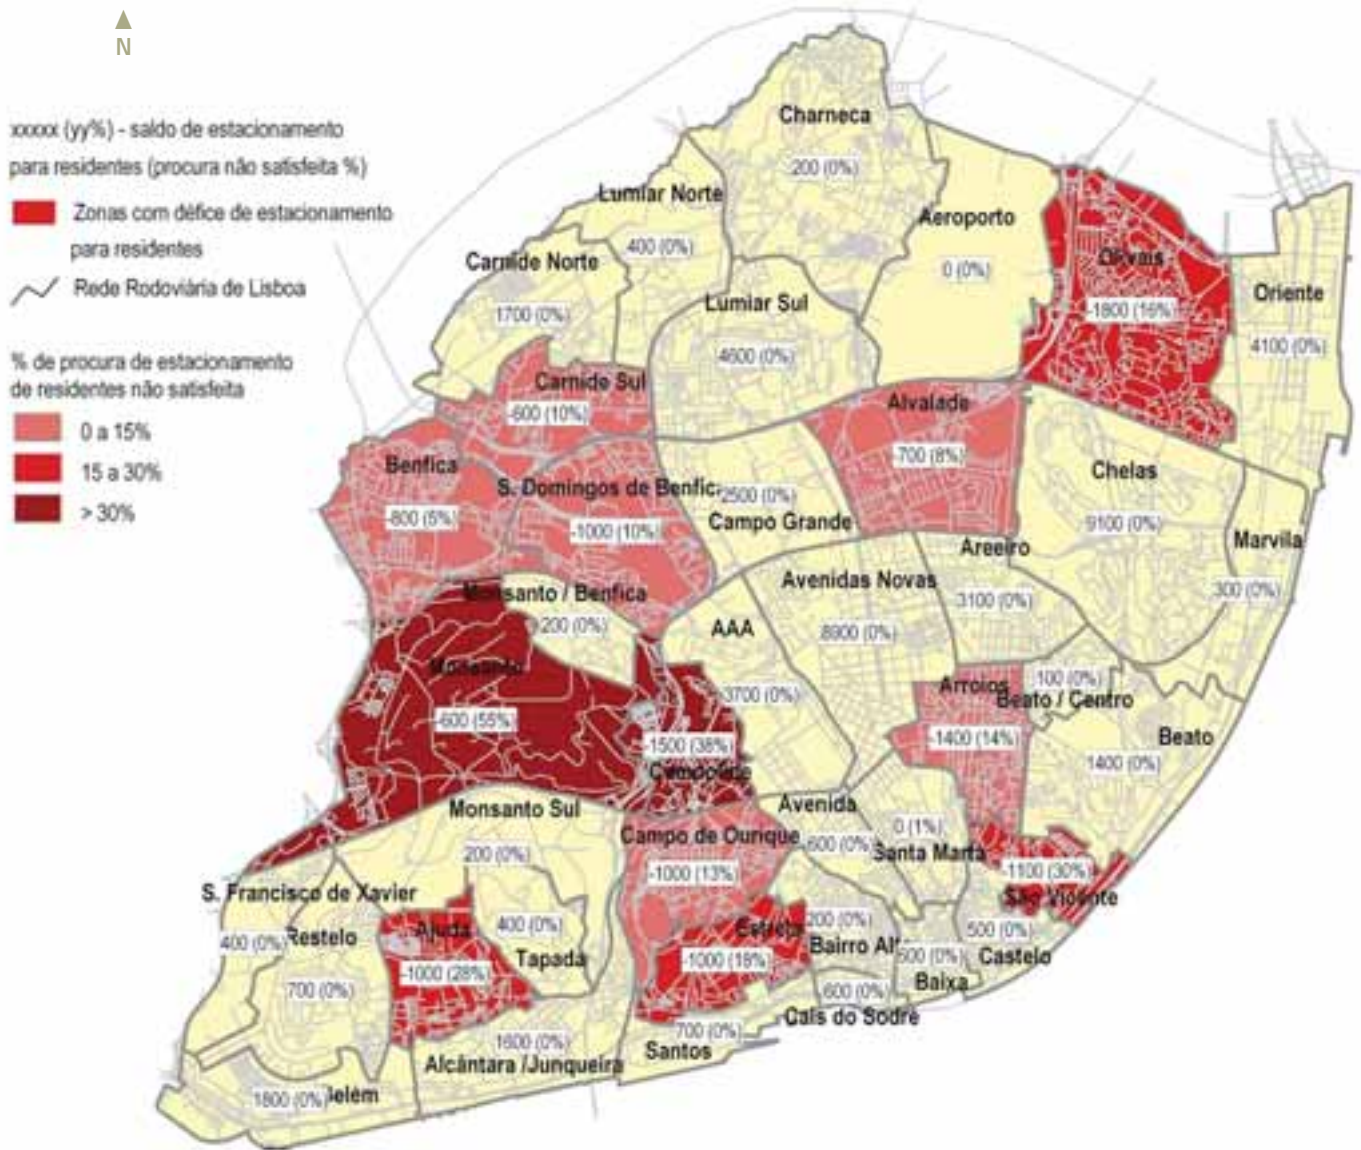 N
xxxxx (yy%) - saldo de estacionamento
para residentes (procura não satisfeita %)
Zonas com défice de estacionamento
para residentes
Rede Rodoviária de Lisboa
% de procura de estacionamento
de residentes não satisfeita
0 a 15%
15 a 30%
> 30%
Charneca
200 (0%)
Lumiar Norte
400 (0%)
Aeroporto
0 (0%)
Olivais
-1800 (16%)
Oriente
4100 (0%)
Carnide Norte
1700 (0%)
Lumiar Sul
4600 (0%)
Carnide Sul
-600 (10%)
Alvalade
-700 (8%)
Benfica
-800 (5%)
S. Domingos de Benfic
-1000 (10%)
2500 (0%)
Campo Grande
Chelas
9100 (0%)
Marvila
300 (0%)
Areeiro
3100 (0%)
Avenidas Novas
8900 (0%)
Monsanto / Benfica
200 (0%)
AAA
3700 (0%)
Monsanto
-600 (55%)
-1500 (38%)
Campolide
Arroios
-1400 (14%)
100 (0%)
Beato / Centro
Beato
1400 (0%)
Monsanto Sul
200 (0%)
Campo de Ourique
-1000 (13%)
Avenida
600 (0%)
0 (1%)
Santa Marta
-1100 (30%)
São Vicente
S. Francisco de Xavier
400 (0%)
Restelo
700 (0%)
Ajuda
-1000 (28%)
400 (0%)
Tapada
Estrela
-1000 (18%)
200 (0%)
Bairro Al
600 (0%)
Baixa
500 (0%)
Castelo
600 (0%)
Cais do Sodré
700 (0%)
Santos
1600 (0%)
Alcântara /Junqueira
1800 (0%)
elém